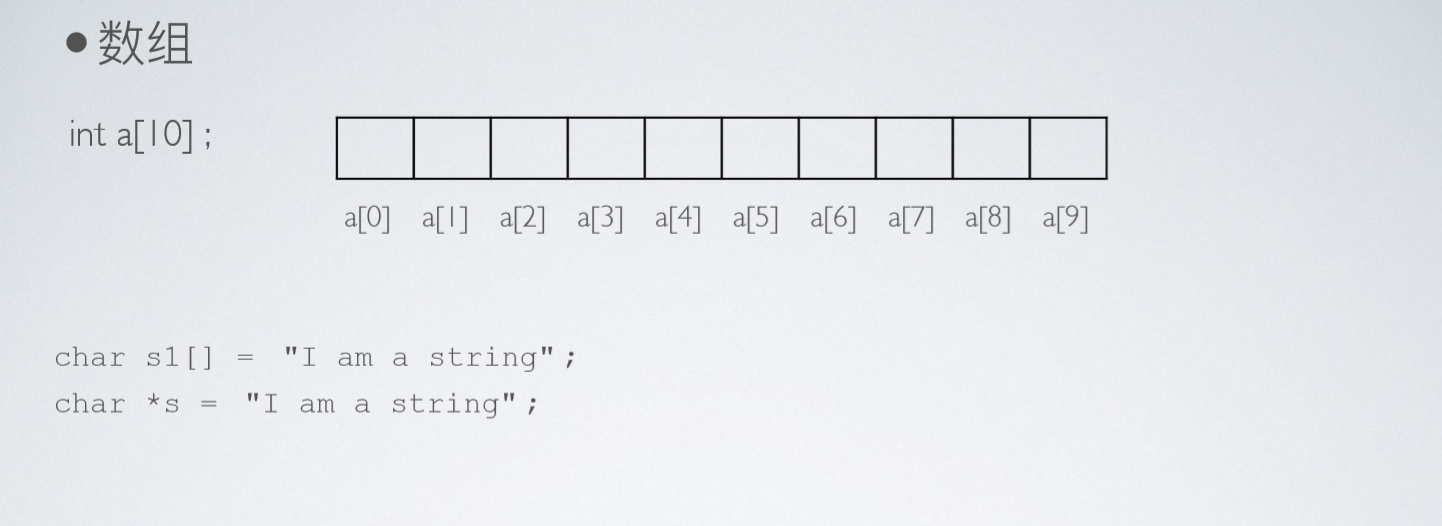 •数组
int a[10] ;
a[0] a[1] a[2] a[3] a[4] a[5] a[6] a[7] a[8] a[9]
char s1[] = "I am a string";
char *s = "I am a string";